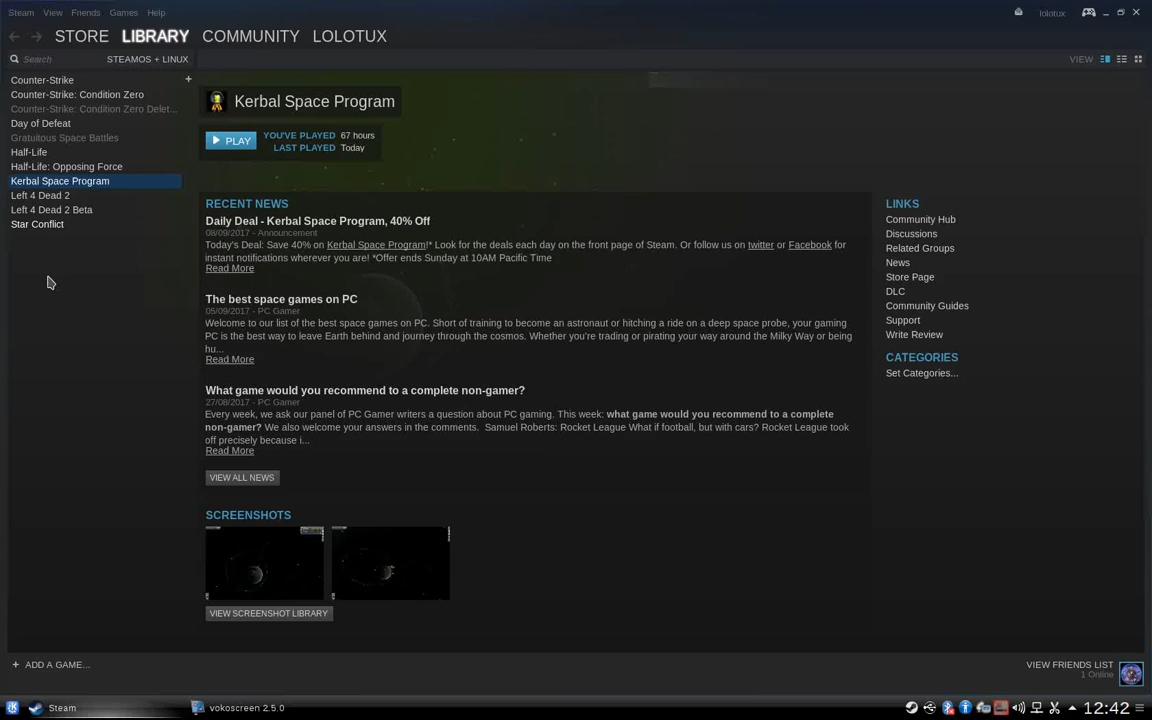 Steam View Friends Games Help
lolotux
STORE LIBRARY COMMUNITY LOLOTUX
Search STEAMOS + LINUX
VIEW
Counter-Strike
Counter-Strike: Condition Zero
Counter-Strike: Condition Zero Delet...
Day of Defeat
Gratuitous Space Battles
Half-Life
Half-Life: Opposing Force
Kerbal Space Program
Left 4 Dead 2
Left 4 Dead 2 Beta
Star Conflict
Kerbal Space Program
PLAY
YOU'VE PLAYED 67 hours
LAST PLAYED Today
RECENT NEWS
Daily Deal - Kerbal Space Program, 40% Off
08/09/2017 - Announcement
Today's Deal: Save 40% on Kerbal Space Program!* Look for the deals each day on the front page of Steam. Or follow us on twitter or Facebook for
instant notifications wherever you are! *Offer ends Sunday at 10AM Pacific Time
Read More
The best space games on PC
05/09/2017 - PC Gamer
Welcome to our list of the best space games on PC. Short of training to become an astronaut or hitching a ride on a deep space probe, your gaming
PC is the best way to leave Earth behind and journey through the cosmos. Whether you're trading or pirating your way around the Milky Way or being
hu...
Read More
What game would you recommend to a complete non-gamer?
27/08/2017 - PC Gamer
Every week, we ask our panel of PC Gamer writers a question about PC gaming. This week: what game would you recommend to a complete
non-gamer? We also welcome your answers in the comments. Samuel Roberts: Rocket League What if football, but with cars? Rocket League took
off precisely because i...
Read More
VIEW ALL NEWS
SCREENSHOTS
VIEW SCREENSHOT LIBRARY
LINKS
Community Hub
Discussions
Related Groups
News
Store Page
DLC
Community Guides
Support
Write Review
CATEGORIES
Set Categories...
+ ADD A GAME...
VIEW FRIENDS LIST
1 Online
Steam
vokoscreen 2.5.0
12:42